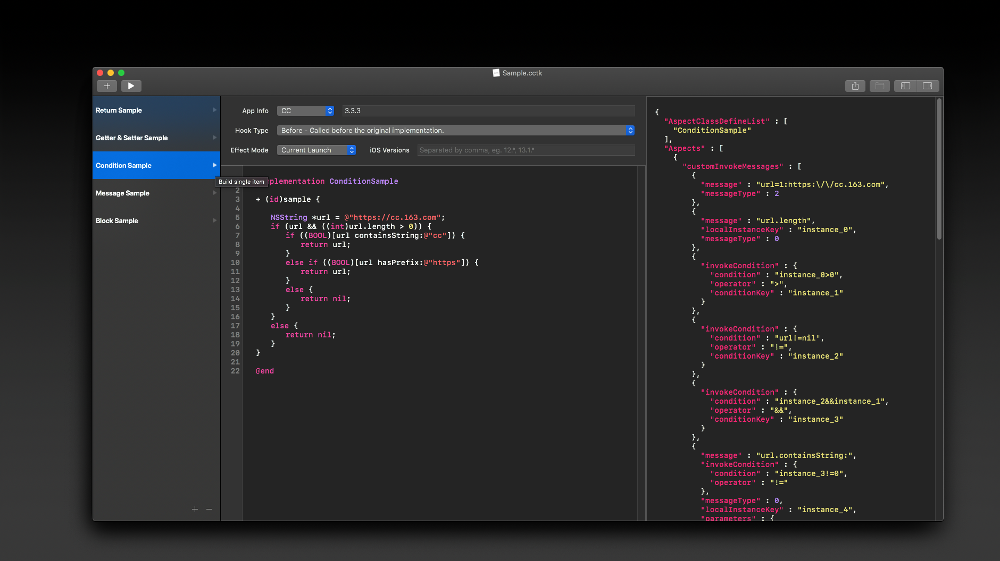 Sample.cctk
Return Sample
Getter & Setter Sample
Condition Sample
Message Sample
Block Sample
App Info CC 3.3.3
Hook Type Before - Called before the original implementation.
Effect Mode Current Launch iOS Versions Separated by comma, eg. 12.*, 13.1.*
Build single item
plementation ConditionSample
2
3 + (id)sample {
4
5 NSString *url = @"https://cc.163.com";
6 if (url && ((int)url.length > 0)) {
7 if ((BOOL)[url containsString:@"cc"]) {
8 return url;
9 }
10 else if ((BOOL)[url hasPrefix:@"https"]) {
11 return url;
12 }
13 else {
14 return nil;
15 }
16 }
17 else {
18 return nil;
19 }
20 }
21
22 @end
{
"AspectClassDefineList" : [
"ConditionSample"
],
"Aspects" : [
{
"customInvokeMessages" : [
{
"message" : "url=1:https:\/\/cc.163.com",
"messageType" : 2
},
{
"message" : "url.length",
"localInstanceKey" : "instance_0",
"messageType" : 0
},
{
"invokeCondition" : {
"condition" : "instance_0>0",
"operator" : ">",
"conditionKey" : "instance_1"
}
},
{
"invokeCondition" : {
"condition" : "url!=nil",
"operator" : "!=",
"conditionKey" : "instance_2"
}
},
{
"invokeCondition" : {
"condition" : "instance_2&&instance_1",
"operator" : "&&",
"conditionKey" : "instance_3"
}
},
{
"message" : "url.containsString:",
"invokeCondition" : {
"condition" : "instance_3!=0",
"operator" : "!="
},
"messageType" : 0,
"localInstanceKey" : "instance_4",
"parameters" : {